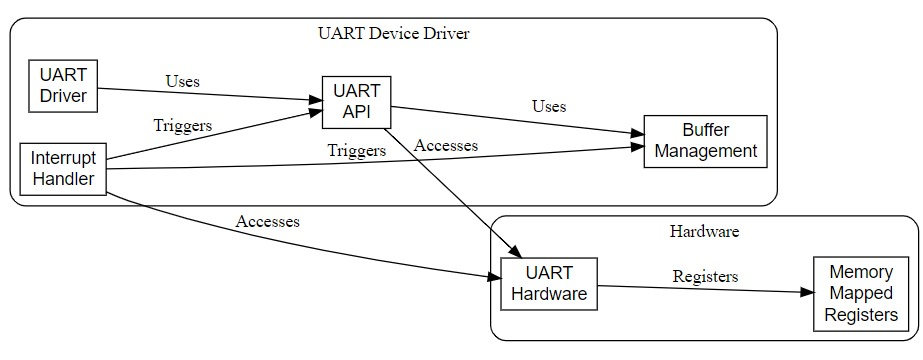 UART Device Driver
UART
Driver
Uses
UART
API
Uses
Buffer
Management
Triggers
Interrupt
Handler
Triggers
Accesses
Accesses
Hardware
UART
Hardware
Registers
Memory
Mapped
Registers